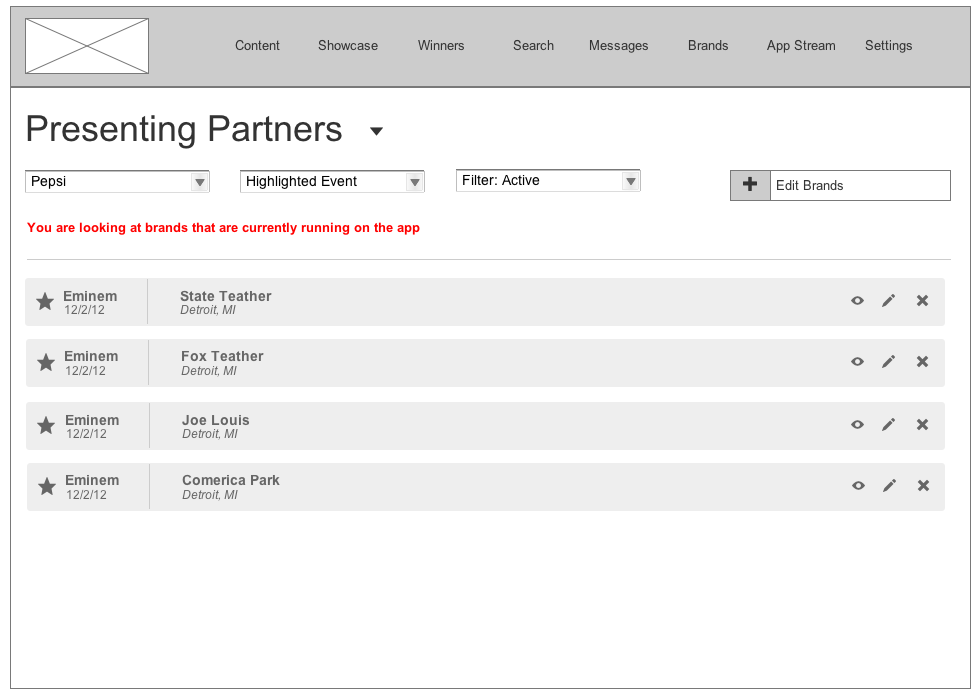 Content Showcase Winners Search Messages Brands App Stream Settings
Presenting Partners
Pepsi Highlighted Event Filter: Active Edit Brands
You are looking at brands that are currently running on the app
Eminem State Teather
12/2/12 Detroit, MI
Eminem Fox Teather
12/2/12 Detroit, MI
Eminem Joe Louis
12/2/12 Detroit, MI
Eminem Comerica Park
12/2/12 Detroit, MI